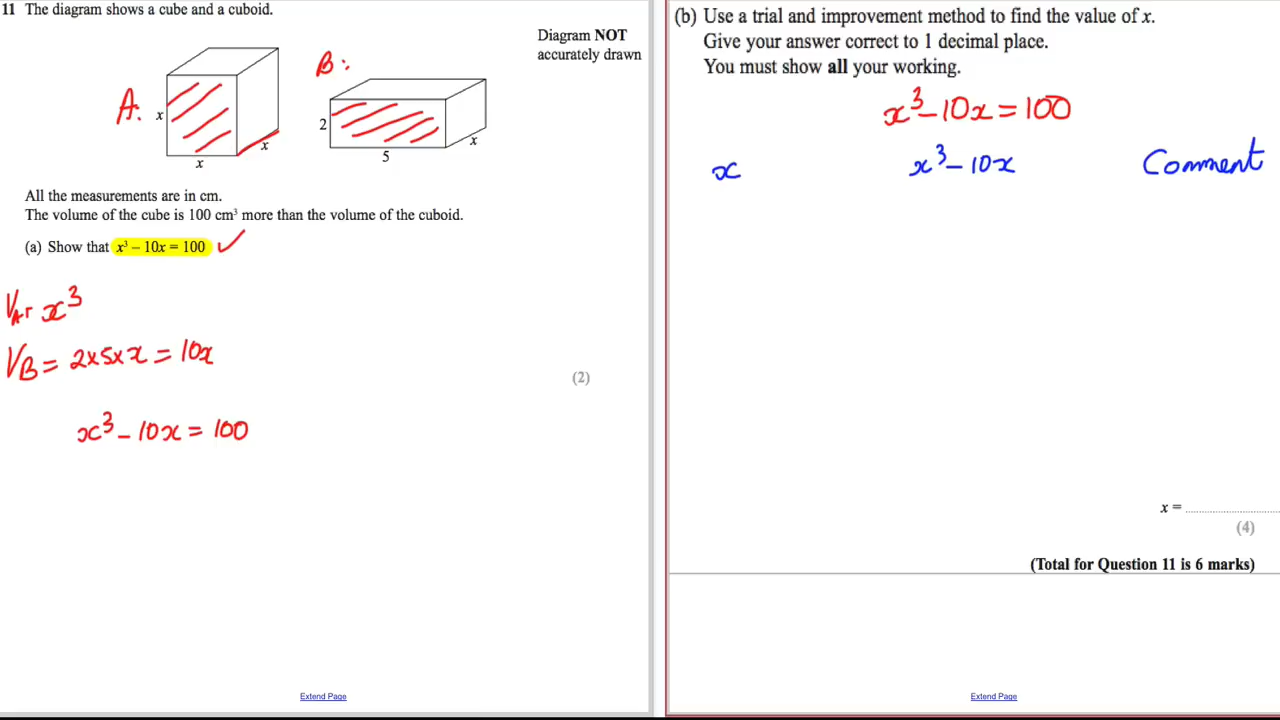 11 The diagram shows a cube and a cuboid.
Diagram NOT
accurately drawn
A:
x
x
x
B:
2
5
x
All the measurements are in cm.
The volume of the cube is 100 cm³ more than the volume of the cuboid.
(a) Show that x³ – 10x = 100 ✓
V_A = x³
V_B = 2×5×x = 10x
(2)
x³ – 10x = 100
Extend Page
(b) Use a trial and improvement method to find the value of x.
Give your answer correct to 1 decimal place.
You must show all your working.
x³ – 10x = 100
x x³ – 10x Comment
x = ....................
(4)
(Total for Question 11 is 6 marks)
Extend Page